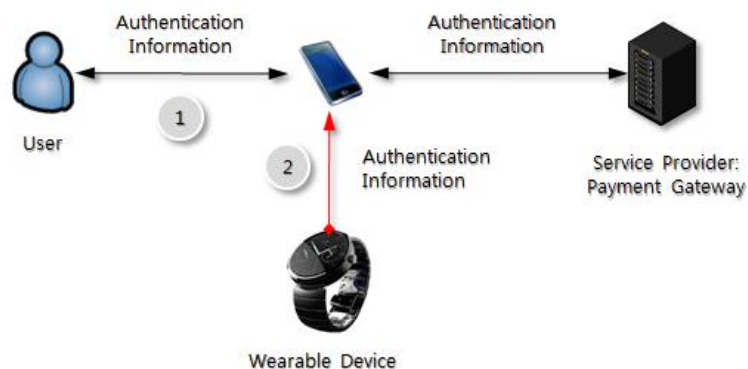 Authentication
Information
Authentication
Information
1
User
2
Authentication
Information
Service Provider:
Payment Gateway
Wearable Device